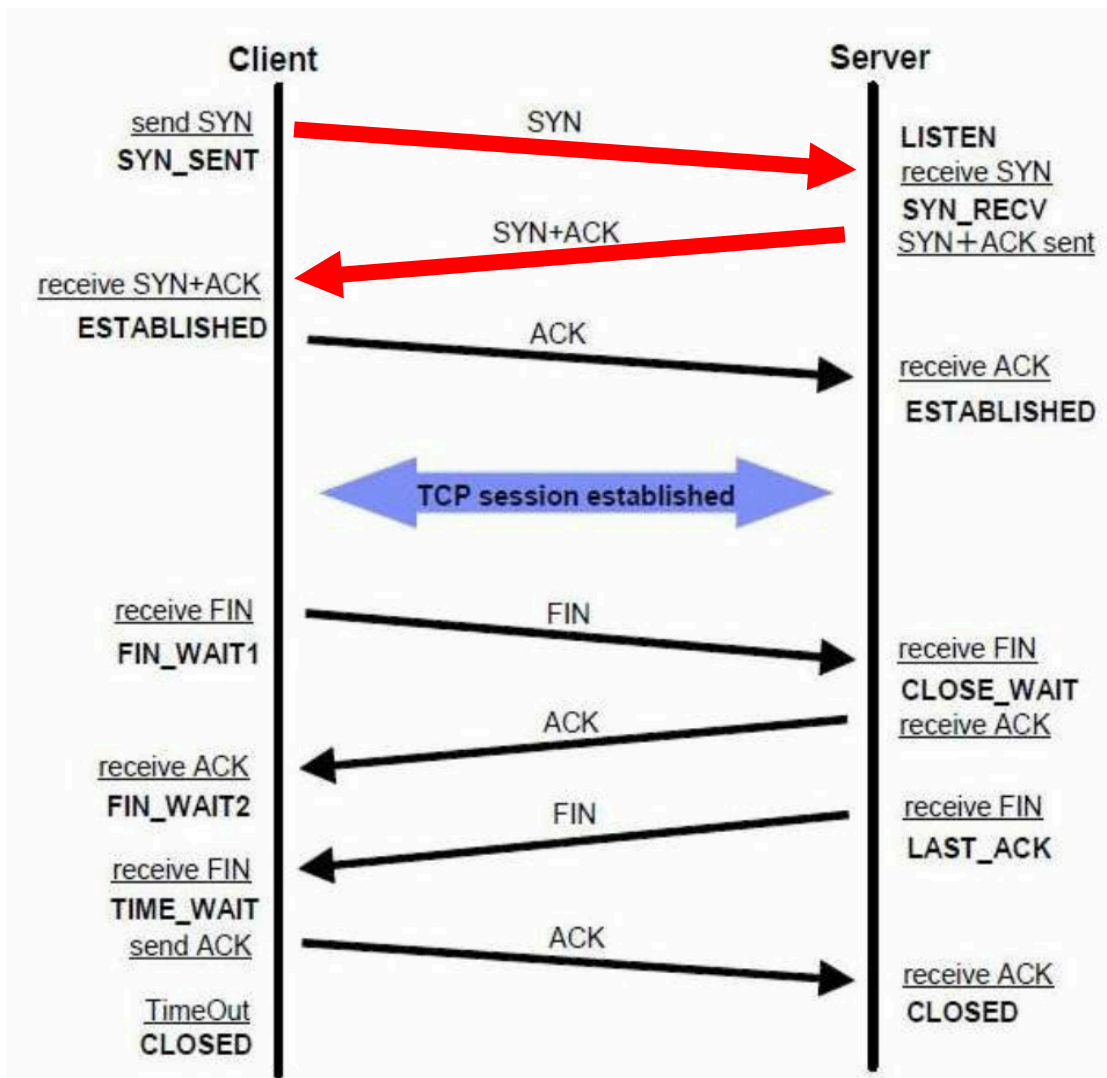 Client
Server
send SYN
SYN
SYN_SENT
LISTEN
receive SYN
SYN_RECV
SYN+ACK
SYN＋ACK sent
receive SYN+ACK
ESTABLISHED
ACK
receive ACK
ESTABLISHED
TCP session established
receive FIN
FIN
FIN_WAIT1
receive FIN
CLOSE_WAIT
ACK
receive ACK
receive ACK
FIN_WAIT2
FIN
receive FIN
LAST_ACK
receive FIN
TIME_WAIT
send ACK
ACK
receive ACK
CLOSED
TimeOut
CLOSED